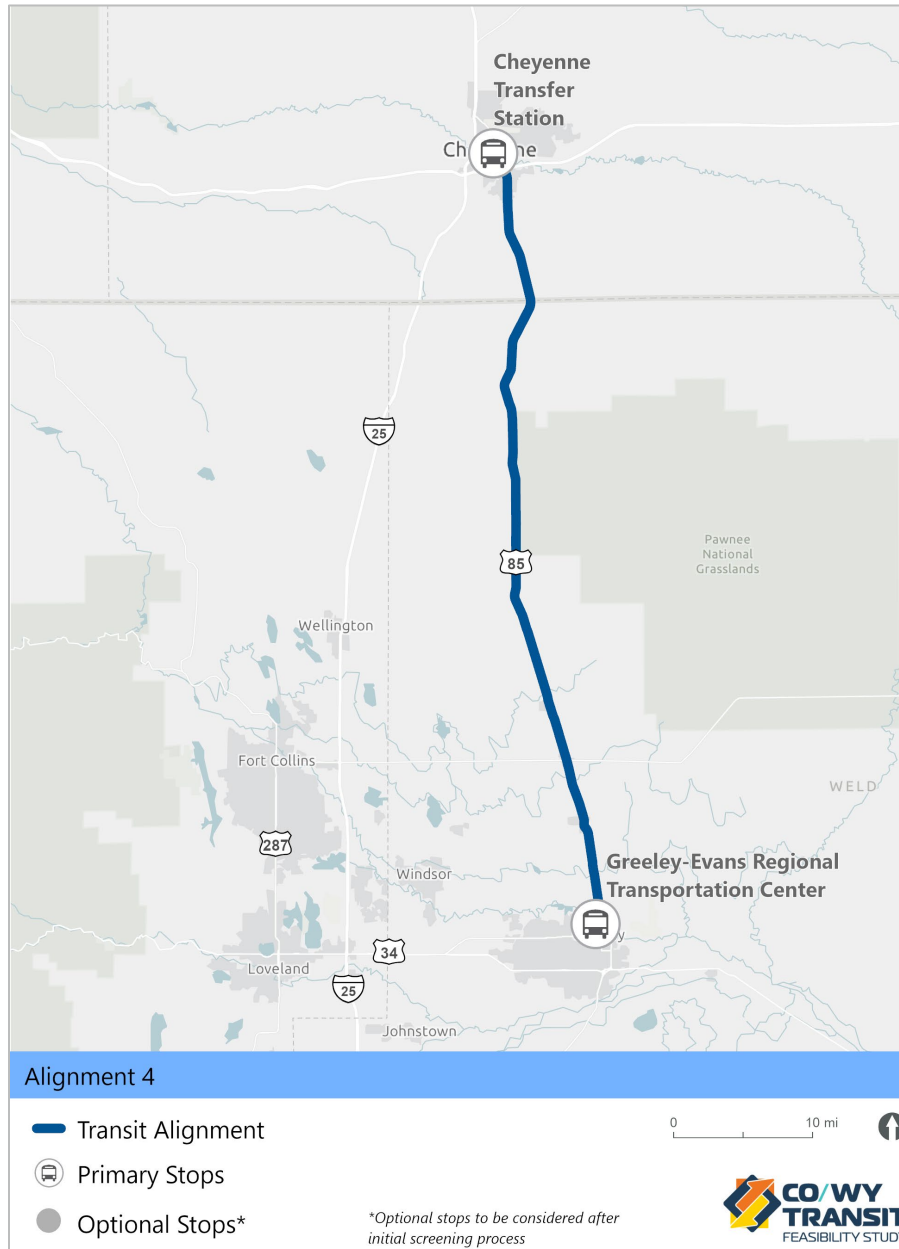 Cheyenne
Transfer
Station
Ch
ne
25
85
Pawnee
National
Grasslands
Wellington
Fort Collins
WELD
287
Greeley-Evans Regional
Transportation Center
Windsor
y
34
Loveland
25
Johnstown
Alignment 4
Transit Alignment
0 10 mi
Primary Stops
Optional Stops*
*Optional stops to be considered after
initial screening process
CO/WY
TRANSIT
FEASIBILITY STUD